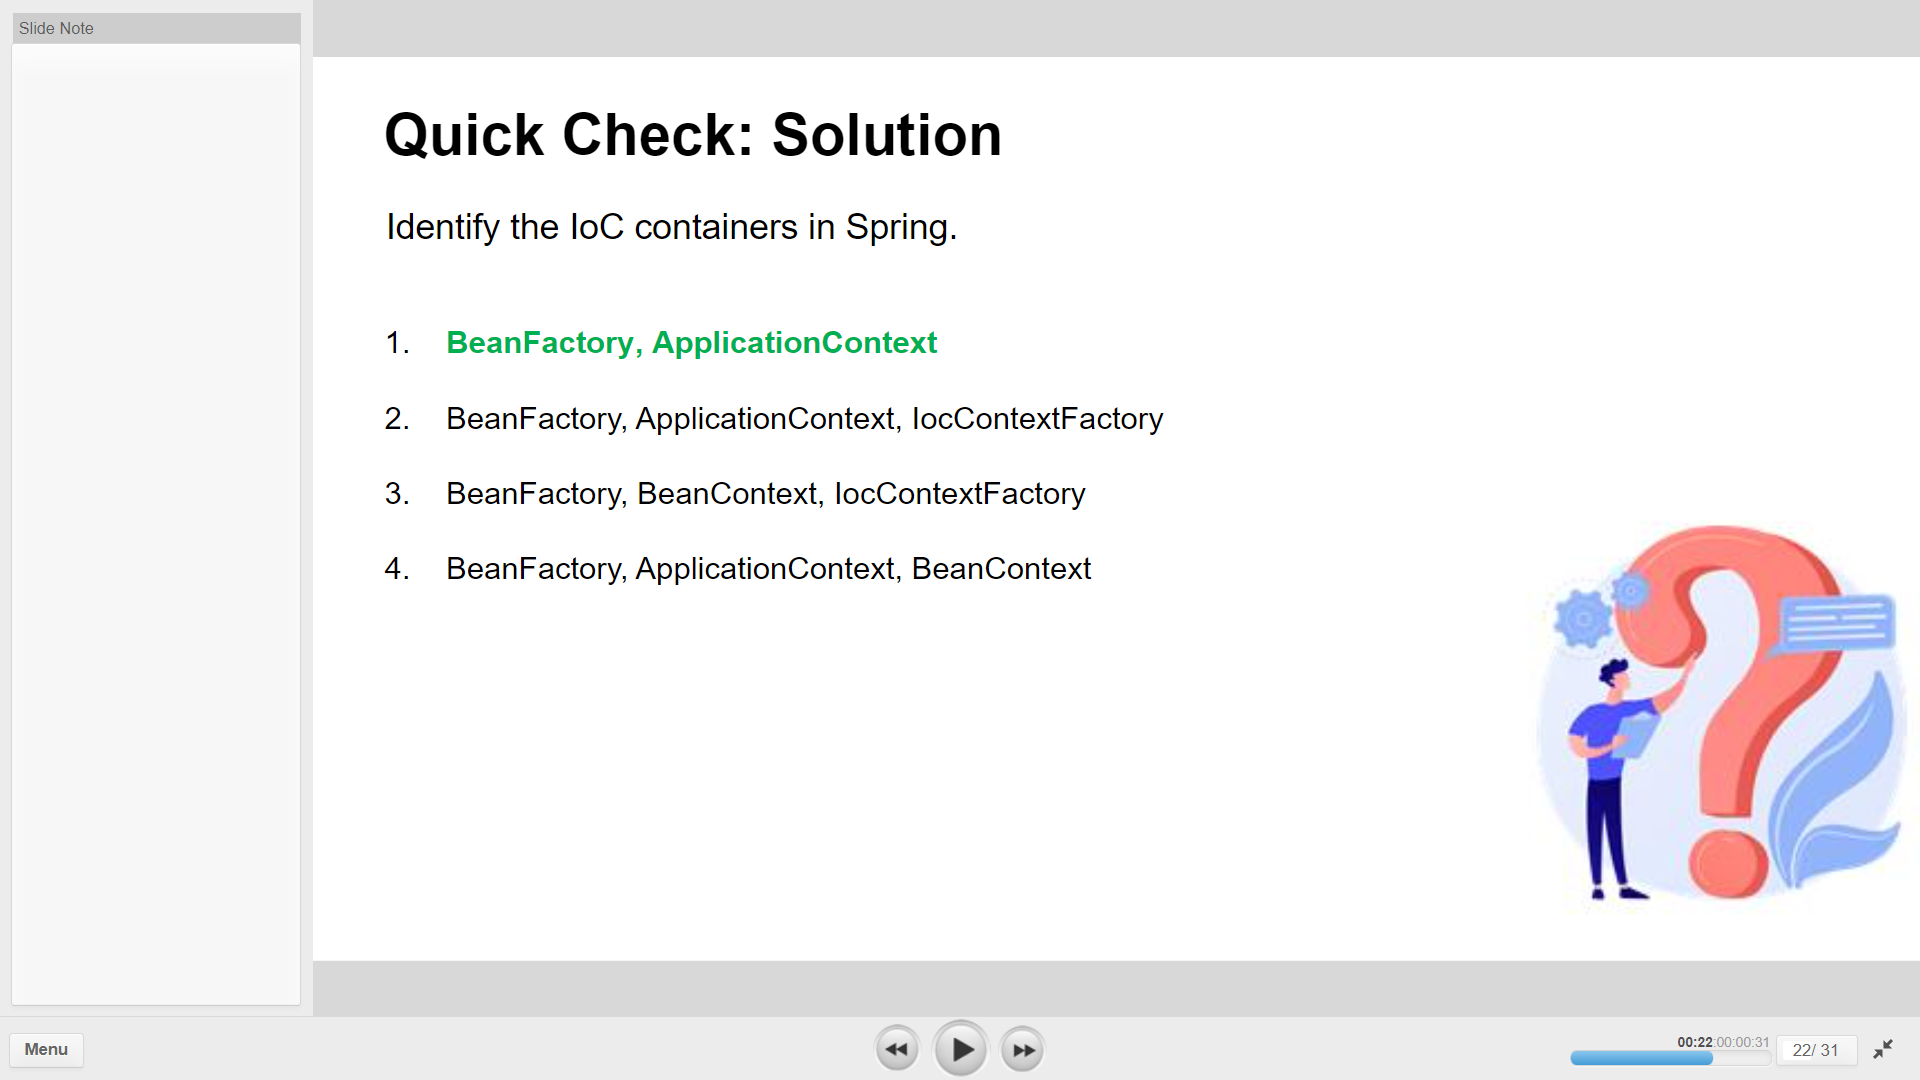 Slide Note
Quick Check: Solution
Identify the IoC containers in Spring.
1. BeanFactory, ApplicationContext
2. BeanFactory, ApplicationContext, IocContextFactory
3. BeanFactory, BeanContext, IocContextFactory
4. BeanFactory, ApplicationContext, BeanContext
Menu
00:22:00:00:31
22/ 31